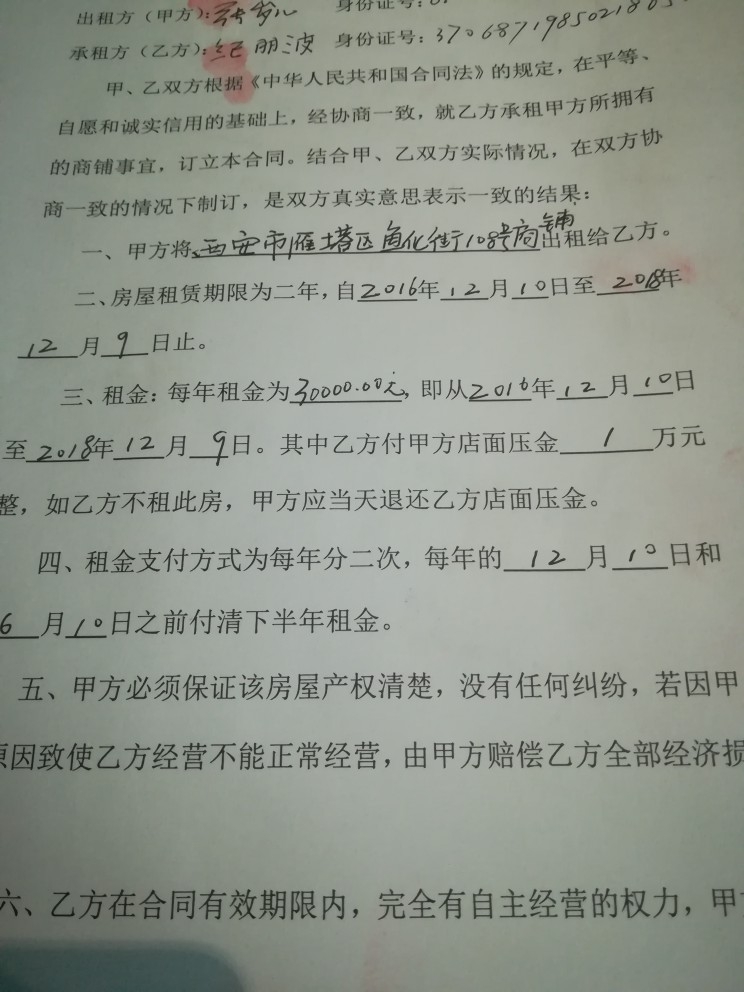 出租方（甲方）： 身份证号：
承租方（乙方）：纪朋波 身份证号：370687198502180
甲、乙双方根据《中华人民共和国合同法》的规定，在平等、
自愿和诚实信用的基础上，经协商一致，就乙方承租甲方所拥有
的商铺事宜，订立本合同。结合甲、乙双方实际情况，在双方协
商一致的情况下制订，是双方真实意思表示一致的结果：
一、甲方将西安市雁塔区鱼化街108号商铺出租给乙方。
二、房屋租赁期限为二年，自2016年12月10日至2018年
12月9日止。
三、租金：每年租金为30000.00元，即从2016年12月10日
至2018年12月9日。其中乙方付甲方店面压金1万元
整，如乙方不租此房，甲方应当天退还乙方店面压金。
四、租金支付方式为每年分二次，每年的12月10日和
6月10日之前付清下半年租金。
五、甲方必须保证该房屋产权清楚，没有任何纠纷，若因甲
原因致使乙方经营不能正常经营，由甲方赔偿乙方全部经济损
六、乙方在合同有效期限内，完全有自主经营的权力，甲